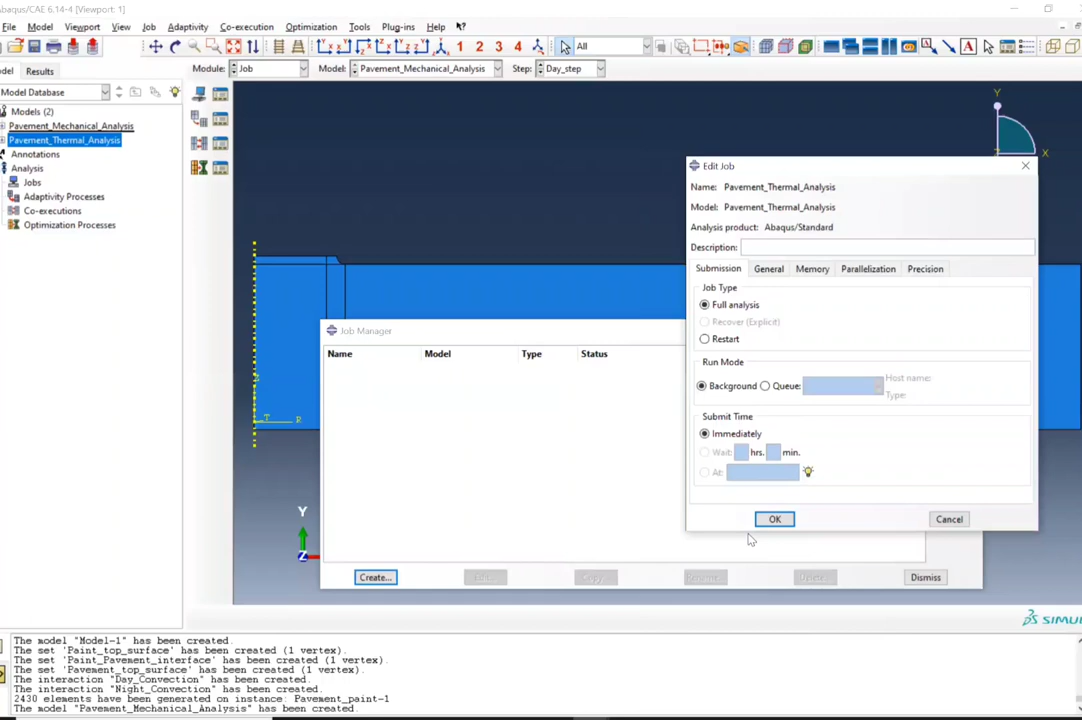 Abaqus/CAE 6.14-4 [Viewport: 1]
File Model Viewport View Job Adaptivity Co-execution Optimization Tools Plug-ins Help
1 2 3 4 All A
Results Module: Job Model: Pavement_Mechanical_Analysis Step: Day_step
Model Database
Models (2)
Pavement_Mechanical_Analysis
Pavement_Thermal_Analysis
Annotations
Analysis
Jobs
Adaptivity Processes
Co-executions
Optimization Processes
Y
X
Edit Job
Name: Pavement_Thermal_Analysis
Model: Pavement_Thermal_Analysis
Analysis product: Abaqus/Standard
Description:
Submission General Memory Parallelization Precision
Job Type
Full analysis
Recover (Explicit)
Restart
Run Mode
Background Queue: Host name:
Type:
Submit Time
Immediately
Wait: hrs. min.
At:
OK Cancel
Job Manager
Name Model Type Status
T R
Y
Z
Create... Dismiss
The model "Model-1" has been created.
The set 'Paint_top_surface' has been created (1 vertex).
The set 'Paint_Pavement_interface' has been created (1 vertex).
The set 'Pavement_top_surface' has been created (1 vertex).
The interaction "Day_Convection" has been created.
The interaction "Night_Convection" has been created.
2430 elements have been generated on instance: Pavement_paint-1
The model "Pavement_Mechanical_Analysis" has been created.